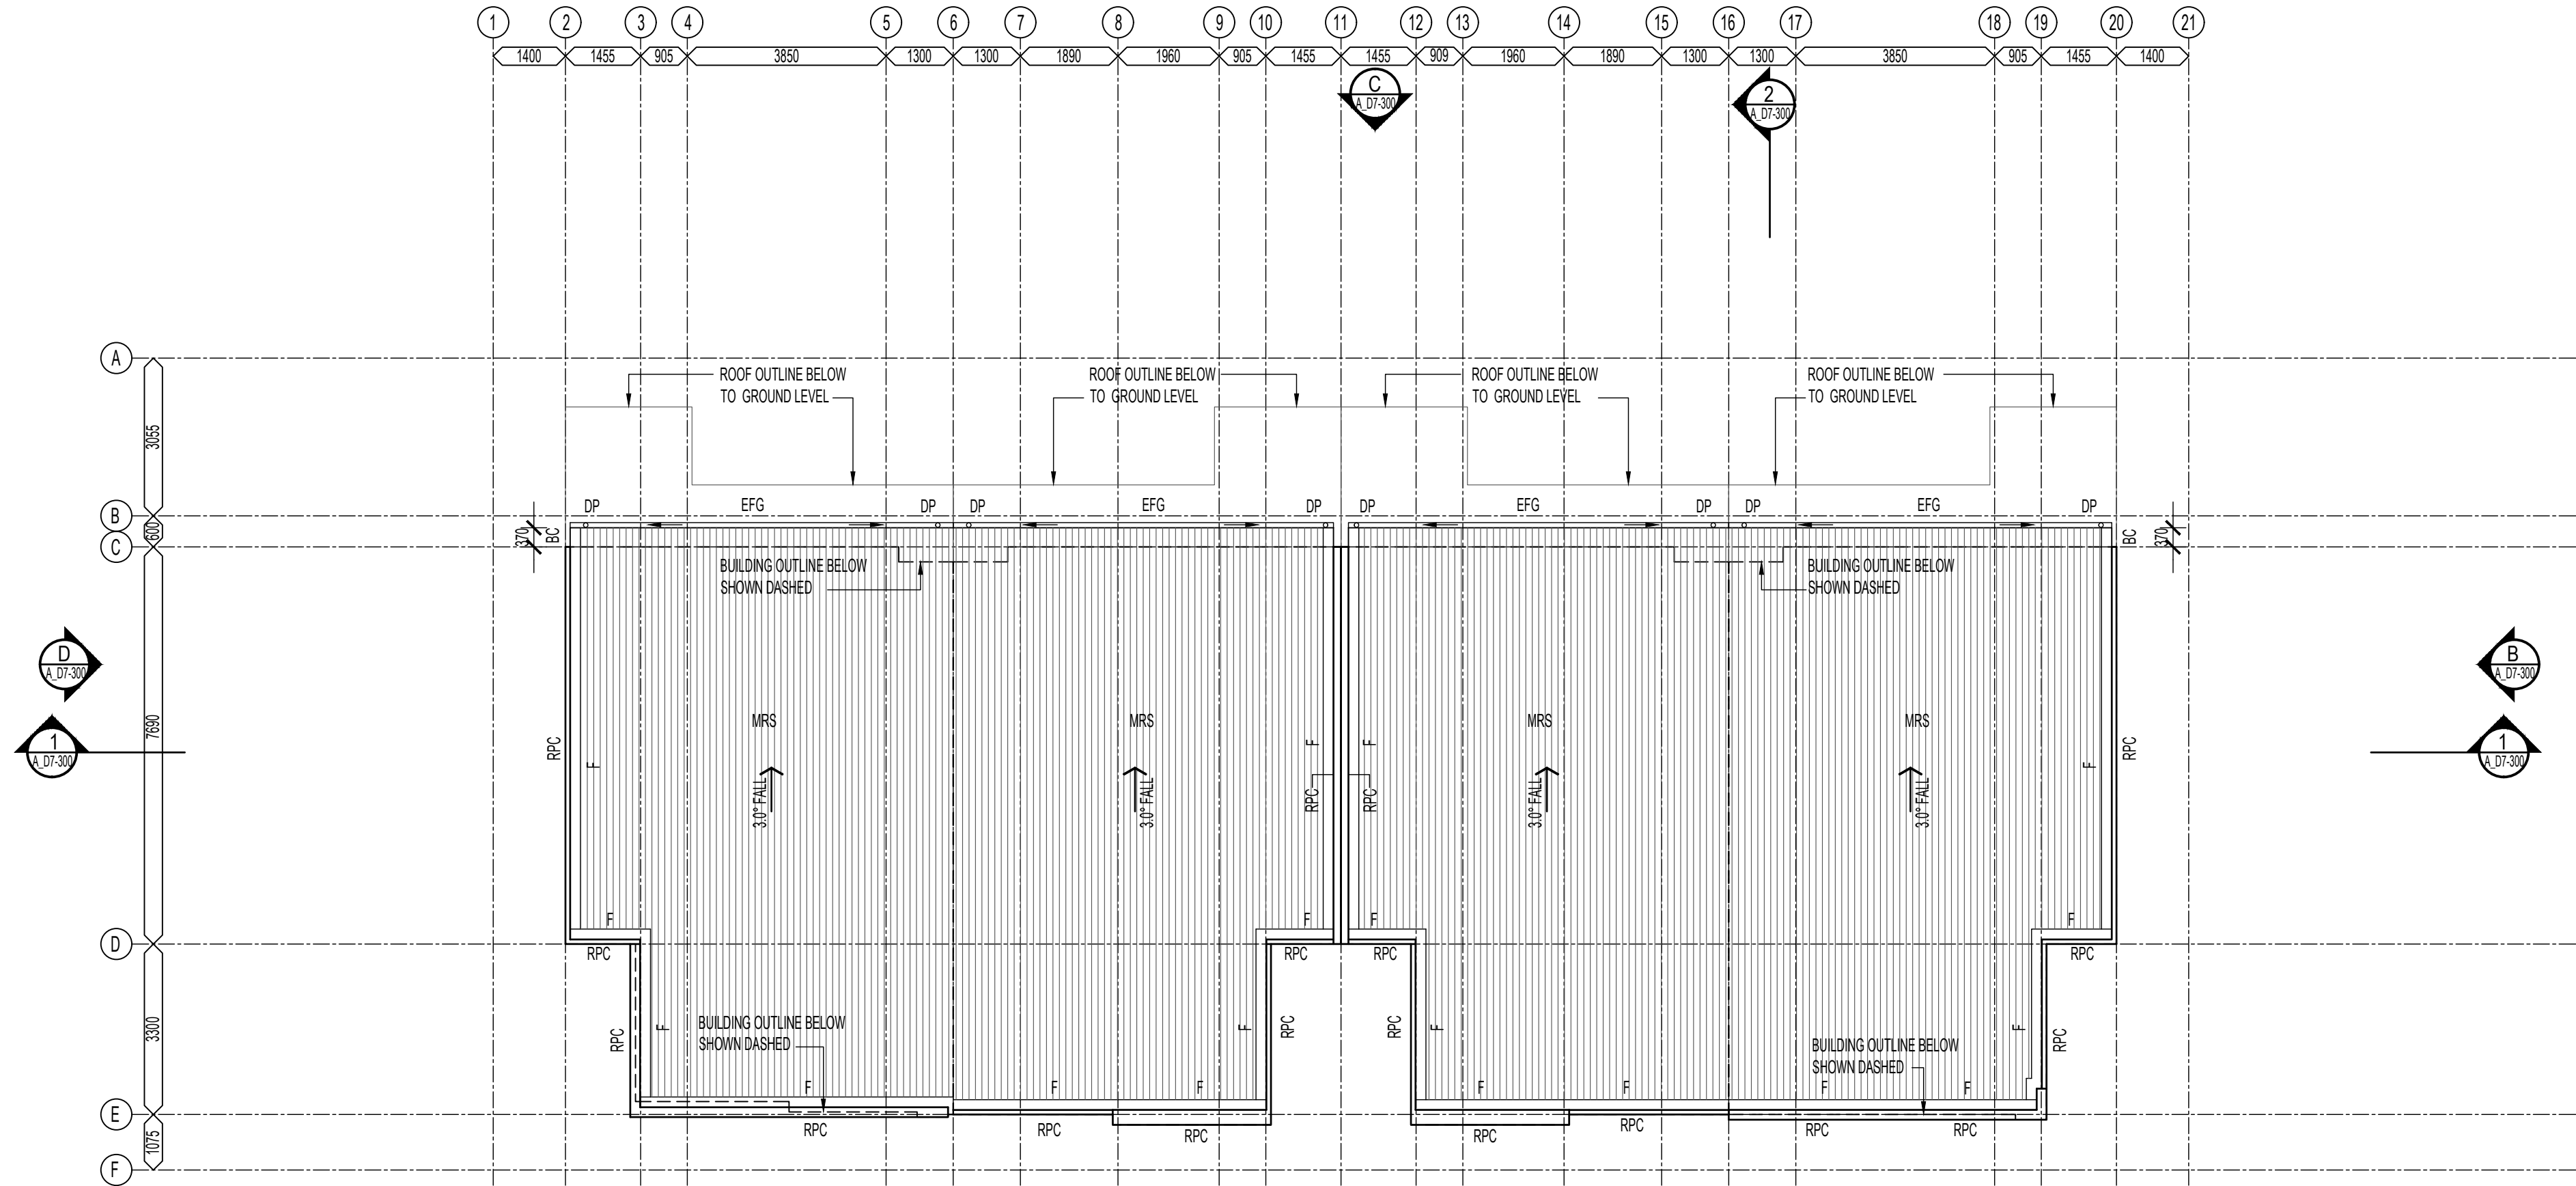 1 2 3 4 5 6 7 8 9 10 11 12 13 14 15 16 17 18 19 20 21
1400 1455 905 3850 1300 1300 1890 1960 905 1455 1455 909 1960 1890 1300 1300 3850 905 1455 1400
C
A_D7-300
2
A_D7-300
A
ROOF OUTLINE BELOW
TO GROUND LEVEL
ROOF OUTLINE BELOW
TO GROUND LEVEL
ROOF OUTLINE BELOW
TO GROUND LEVEL
ROOF OUTLINE BELOW
TO GROUND LEVEL
3055
B
DP EFG DP DP EFG DP DP EFG DP DP EFG DP
600
370 BC
BC 370
C
BUILDING OUTLINE BELOW
SHOWN DASHED
BUILDING OUTLINE BELOW
SHOWN DASHED
D
A_D7-300
B
A_D7-300
7690
1
A_D7-300
1
A_D7-300
MRS MRS MRS MRS
RPC F F F F RPC
RPC RPC
3.0° FALL 3.0° FALL 3.0° FALL 3.0° FALL
F F F F
D
RPC RPC RPC RPC
3300
BUILDING OUTLINE BELOW
SHOWN DASHED
BUILDING OUTLINE BELOW
SHOWN DASHED
RPC F F RPC RPC F F RPC
F F F F F F F
E
RPC RPC RPC RPC RPC RPC RPC
1075
F